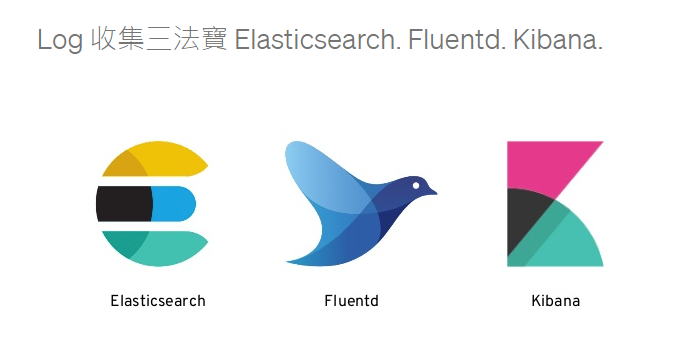 Log 收集三法寶 Elasticsearch. Fluentd. Kibana.
Elasticsearch
Fluentd
Kibana